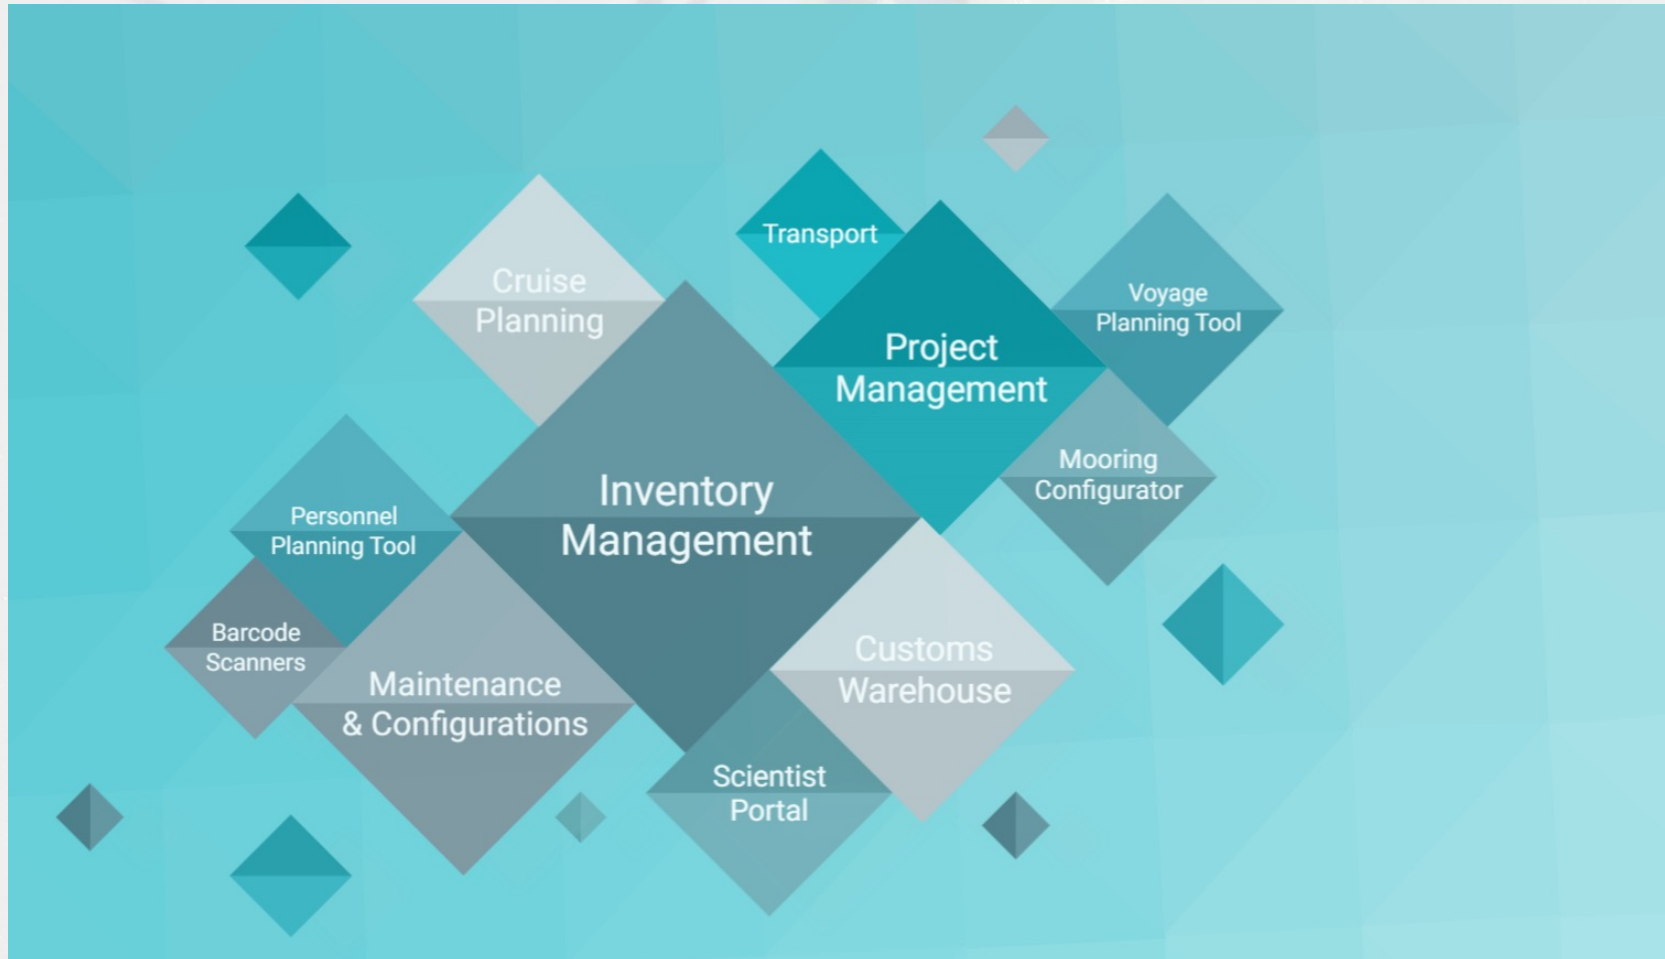 Transport
Cruise
Planning
Voyage
Planning Tool
Project
Management
Mooring
Configurator
Inventory
Management
Personnel
Planning Tool
Barcode
Scanners
Customs
Warehouse
Maintenance
& Configurations
Scientist
Portal